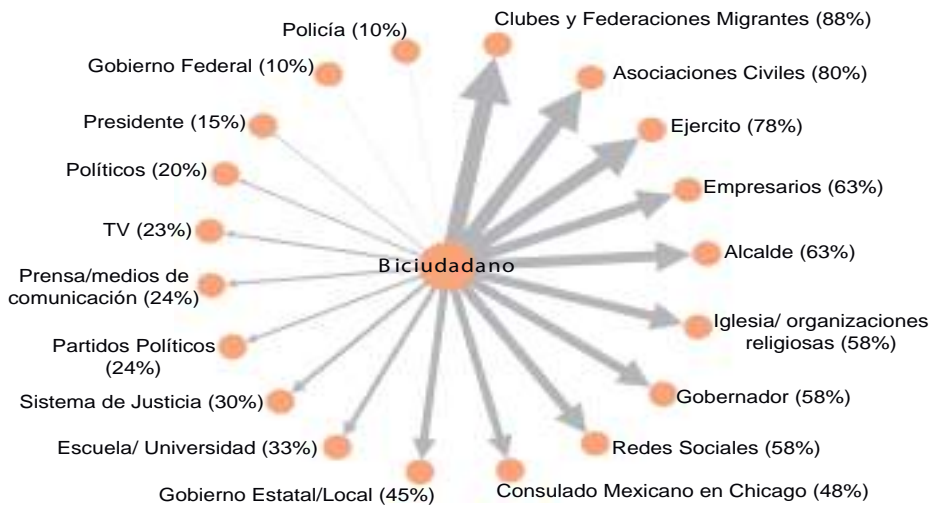 Clubes y Federaciones Migrantes (88%)
Policía (10%)
Gobierno Federal (10%)
Asociaciones Civiles (80%)
Presidente (15%)
Ejercito (78%)
Políticos (20%)
Empresarios (63%)
TV (23%)
Alcalde (63%)
Biciudadano
Prensa/medios de
comunicación (24%)
Iglesia/ organizaciones
religiosas (58%)
Partidos Políticos
(24%)
Gobernador (58%)
Sistema de Justicia (30%)
Escuela/ Universidad (33%)
Redes Sociales (58%)
Gobierno Estatal/Local (45%)
Consulado Mexicano en Chicago (48%)